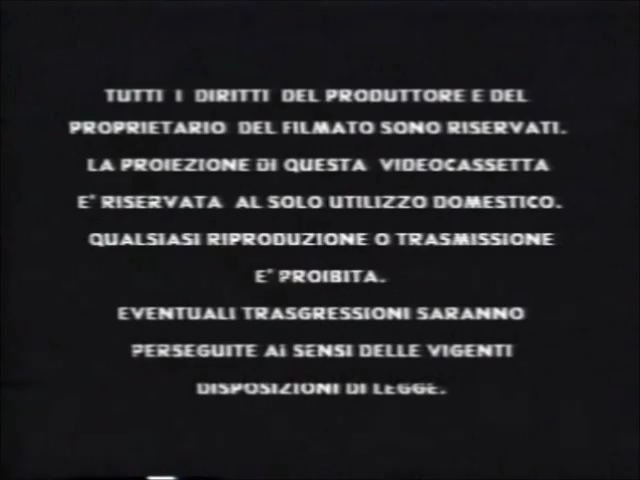 TUTTI I DIRITTI DEL PRODUTTORE E DEL
PROPRIETARIO DEL FILMATO SONO RISERVATI.
LA PROIEZIONE DI QUESTA VIDEOCASSETTA
E' RISERVATA AL SOLO UTILIZZO DOMESTICO.
QUALSIASI RIPRODUZIONE O TRASMISSIONE
E' PROIBITA.
EVENTUALI TRASGRESSIONI SARANNO
PERSEGUITE Ai SENSI DELLE VIGENTI
DISPOSIZIONI DI LEGGE.